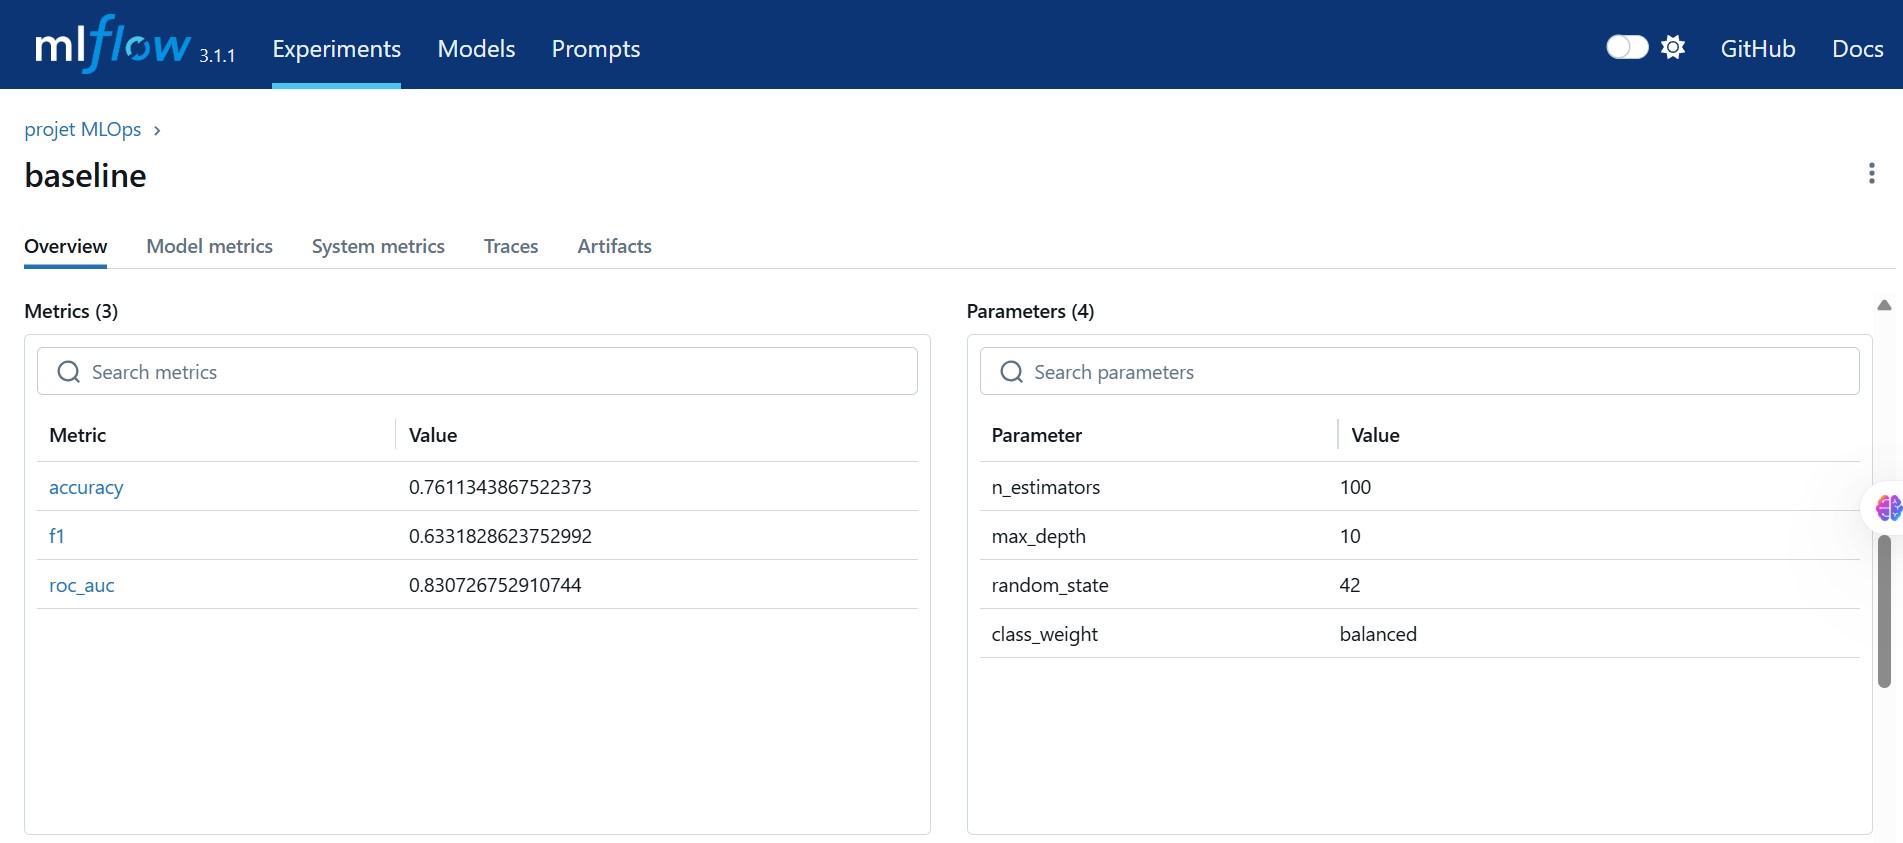 mlflow 3.1.1 Experiments Models Prompts GitHub Docs
projet MLOps
baseline
Overview Model metrics System metrics Traces Artifacts
Metrics (3)
Search metrics
Metric Value
accuracy 0.7611343867522373
f1 0.6331828623752992
roc_auc 0.830726752910744
Parameters (4)
Search parameters
Parameter Value
n_estimators 100
max_depth 10
random_state 42
class_weight balanced